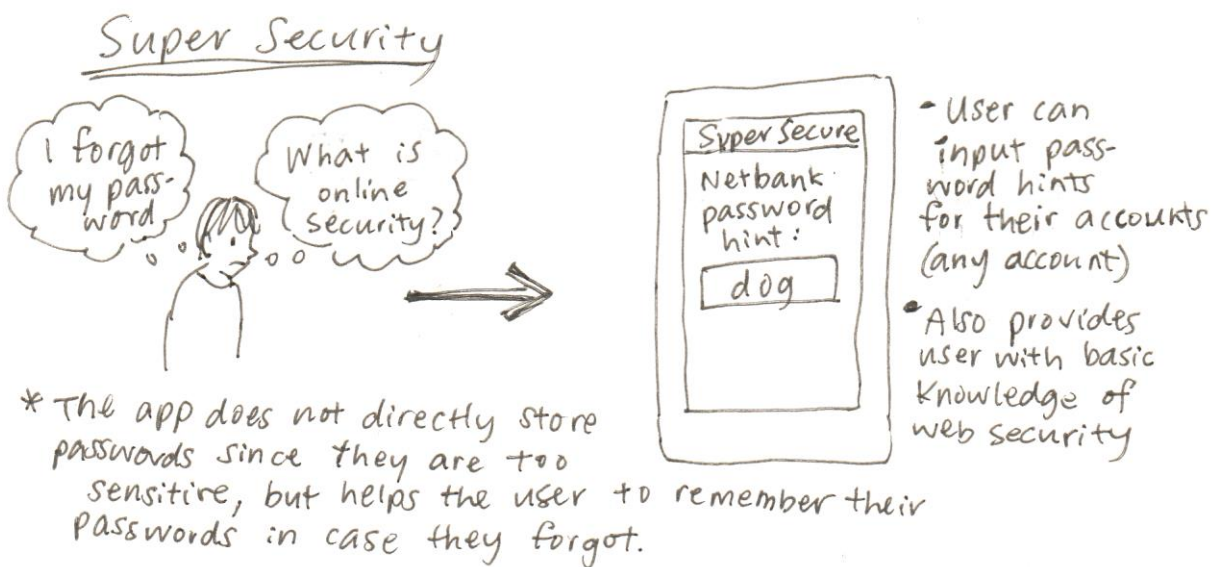 Super Security
I forgot
my pass-
word
What is
online
security?
Super Secure
Netbank
password
hint:
dog
- User can
input pass-
word hints
for their accounts
(any account)
• Also provides
user with basic
knowledge of
web security
* The app does not directly store
passwords since they are too
sensitive, but helps the user to remember their
passwords in case they forgot.